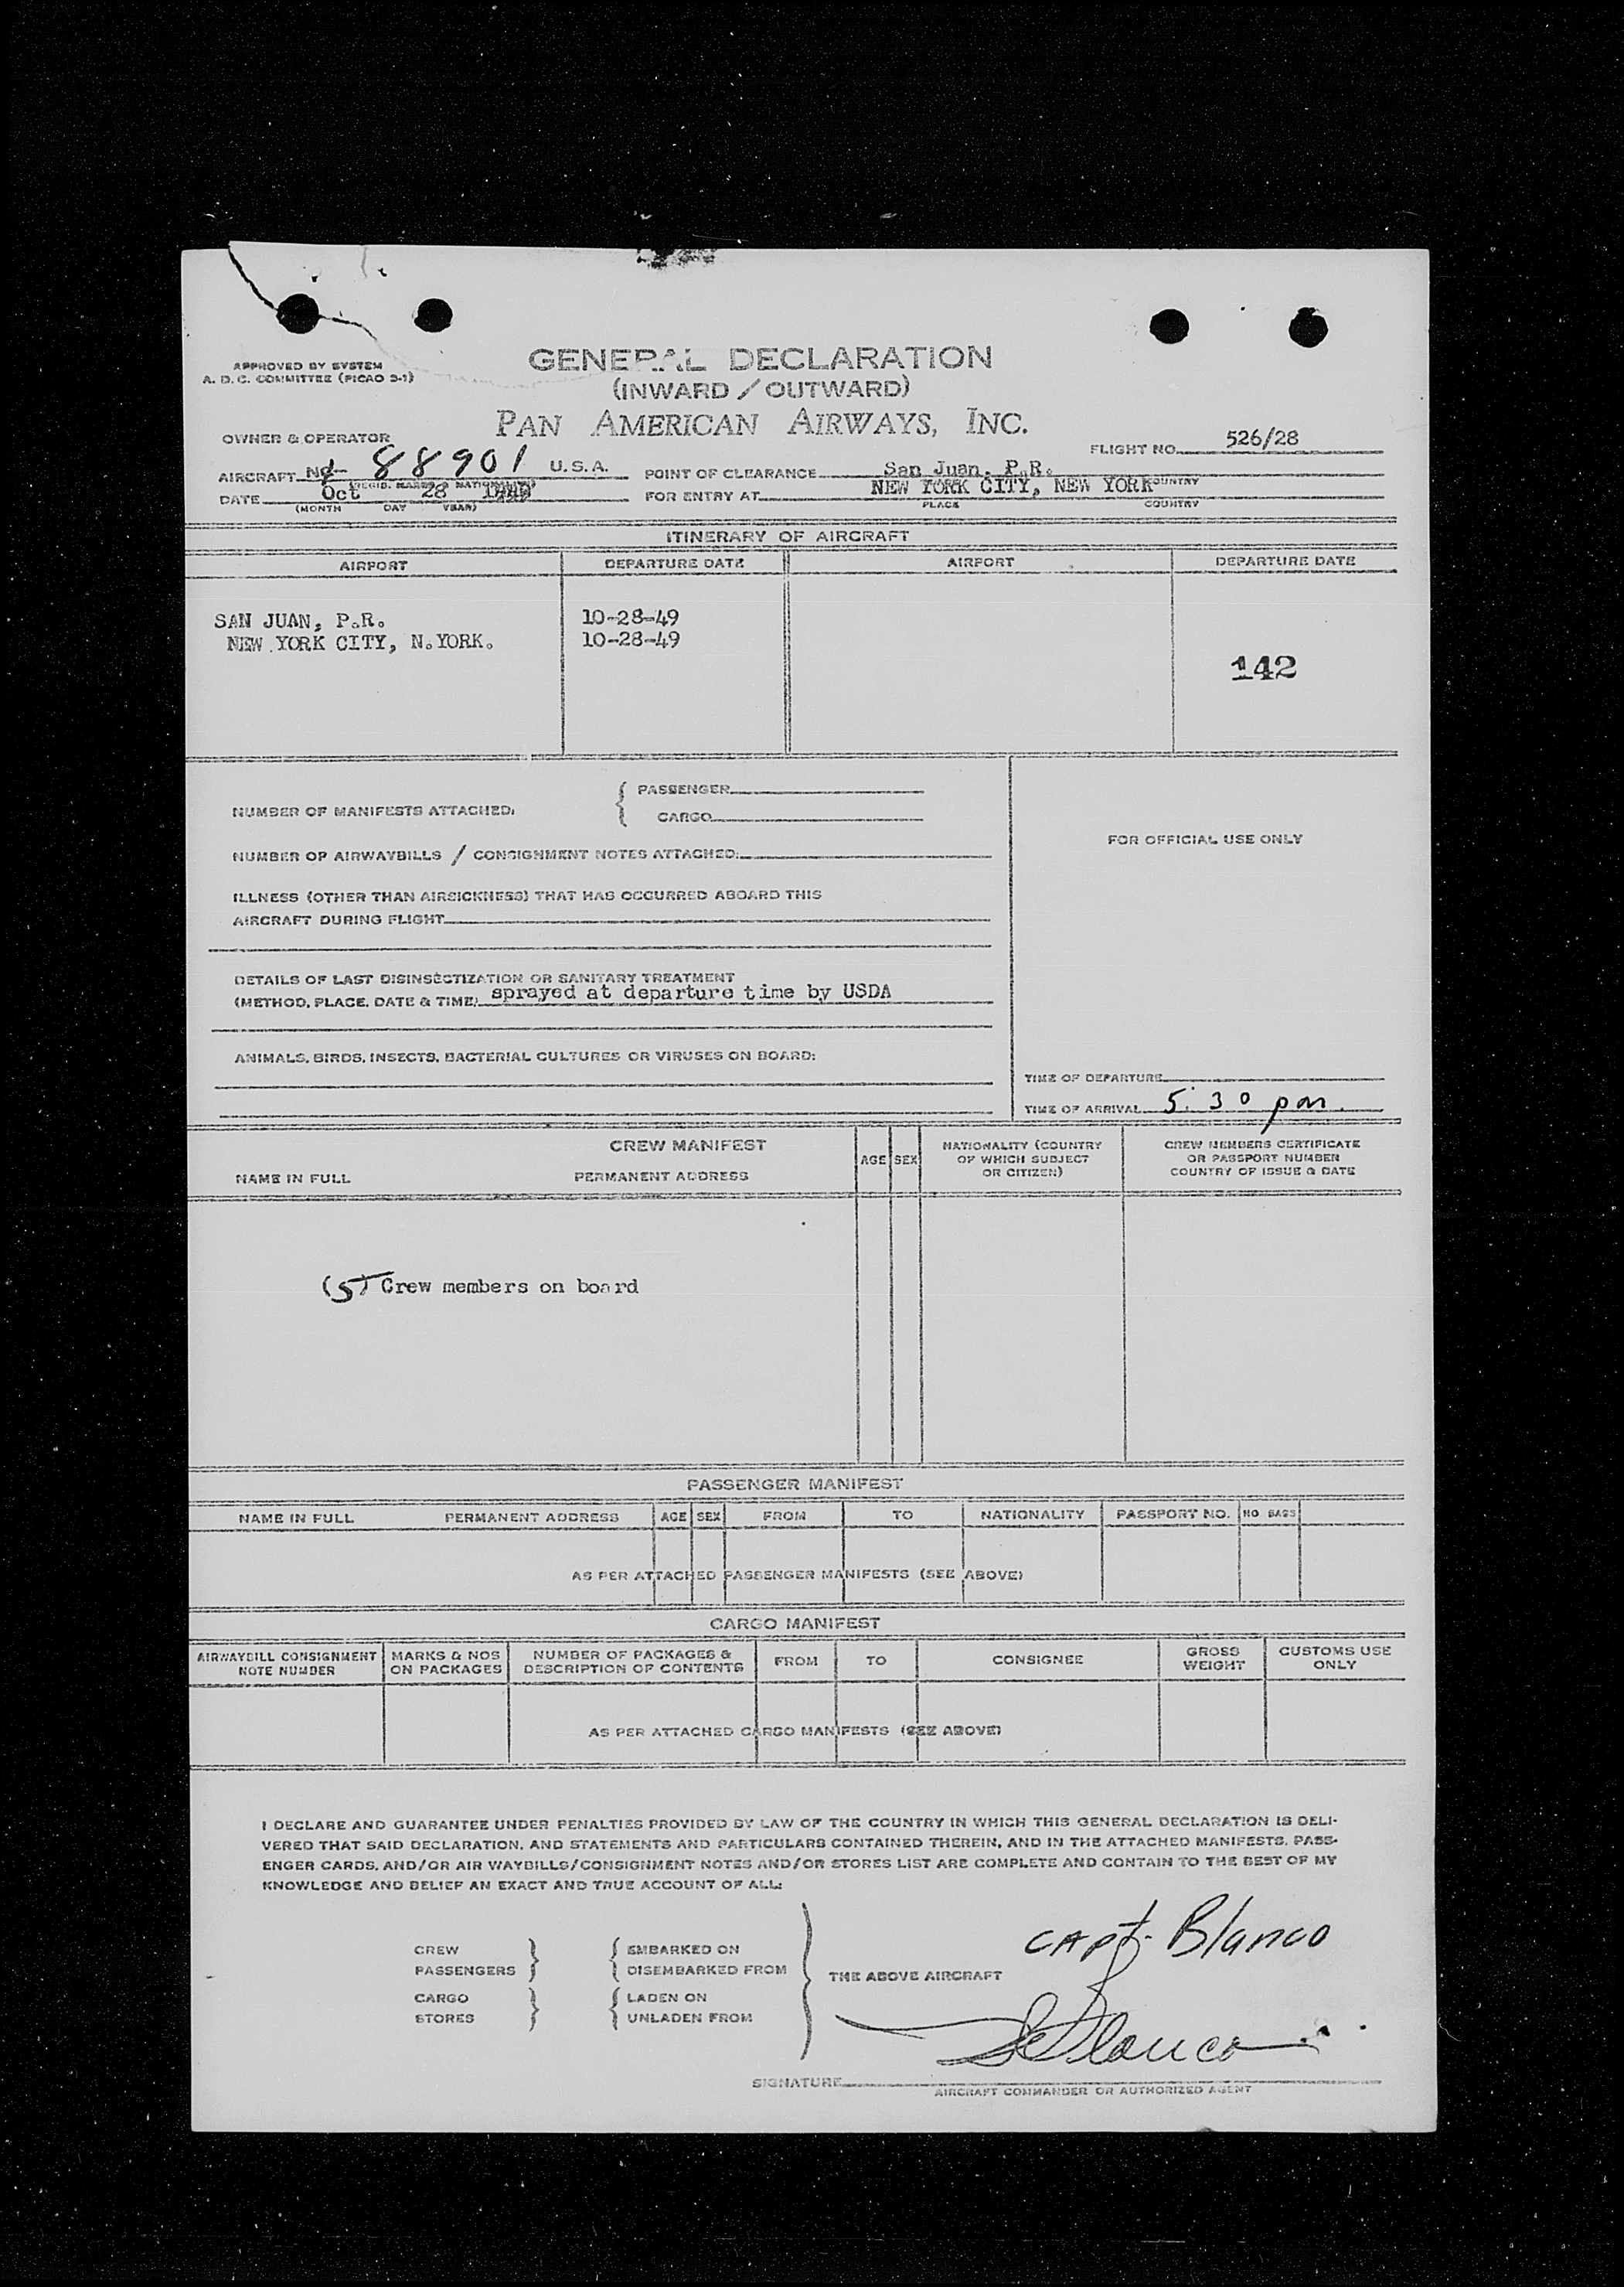 APPROVED BY SYSTEM
A. D. C. COMMITTEE (PICAO 3-1)
GENERAL DECLARATION
(INWARD / OUTWARD)
PAN AMERICAN AIRWAYS, INC.
OWNER & OPERATOR
FLIGHT NO. 526/28
AIRCRAFT 88901 U. S. A.
POINT OF CLEARANCE San Juan, P.R.
COUNTRY
DATE Oct 28
(MONTH DAY YEAR)
FOR ENTRY AT NEW YORK CITY, NEW YORK
PLACE COUNTRY
ITINERARY OF AIRCRAFT
AIRPORT DEPARTURE DATE AIRPORT DEPARTURE DATE
SAN JUAN, P.R. 10-28-49
NEW YORK CITY, N.YORK. 10-28-49
142
NUMBER OF MANIFESTS ATTACHED: { PASSENGER
CARGO
FOR OFFICIAL USE ONLY
NUMBER OF AIRWAYBILLS / CONSIGNMENT NOTES ATTACHED:
ILLNESS (OTHER THAN AIRSICKNESS) THAT HAS OCCURRED ABOARD THIS
AIRCRAFT DURING FLIGHT
DETAILS OF LAST DISINSECTIZATION OR SANITARY TREATMENT
(METHOD, PLACE, DATE & TIME) sprayed at departure time by USDA
ANIMALS, BIRDS, INSECTS, BACTERIAL CULTURES OR VIRUSES ON BOARD:
TIME OF DEPARTURE
TIME OF ARRIVAL 5:30 pm.
CREW MANIFEST
NAME IN FULL PERMANENT ADDRESS
AGE SEX
NATIONALITY (COUNTRY
OF WHICH SUBJECT
OR CITIZEN)
CREW MEMBERS CERTIFICATE
OR PASSPORT NUMBER
COUNTRY OF ISSUE & DATE
(5) Crew members on board
PASSENGER MANIFEST
NAME IN FULL PERMANENT ADDRESS AGE SEX FROM TO NATIONALITY PASSPORT NO. NO BAGS
AS PER ATTACHED PASSENGER MANIFESTS (SEE ABOVE)
CARGO MANIFEST
AIRWAYBILL CONSIGNMENT
NOTE NUMBER
MARKS & NOS
ON PACKAGES
NUMBER OF PACKAGES &
DESCRIPTION OF CONTENTS
FROM TO CONSIGNEE
GROSS
WEIGHT
CUSTOMS USE
ONLY
AS PER ATTACHED CARGO MANIFESTS (SEE ABOVE)
I DECLARE AND GUARANTEE UNDER PENALTIES PROVIDED BY LAW OF THE COUNTRY IN WHICH THIS GENERAL DECLARATION IS DELI-
VERED THAT SAID DECLARATION, AND STATEMENTS AND PARTICULARS CONTAINED THEREIN, AND IN THE ATTACHED MANIFESTS, PASS-
ENGER CARDS, AND/OR AIR WAYBILLS/CONSIGNMENT NOTES AND/OR STORES LIST ARE COMPLETE AND CONTAIN TO THE BEST OF MY
KNOWLEDGE AND BELIEF AN EXACT AND TRUE ACCOUNT OF ALL:
CAPT. Blanco
CREW
PASSENGERS
EMBARKED ON
DISEMBARKED FROM
THE ABOVE AIRCRAFT
CARGO
STORES
LADEN ON
UNLADEN FROM
Blanco
SIGNATURE
AIRCRAFT COMMANDER OR AUTHORIZED AGENT